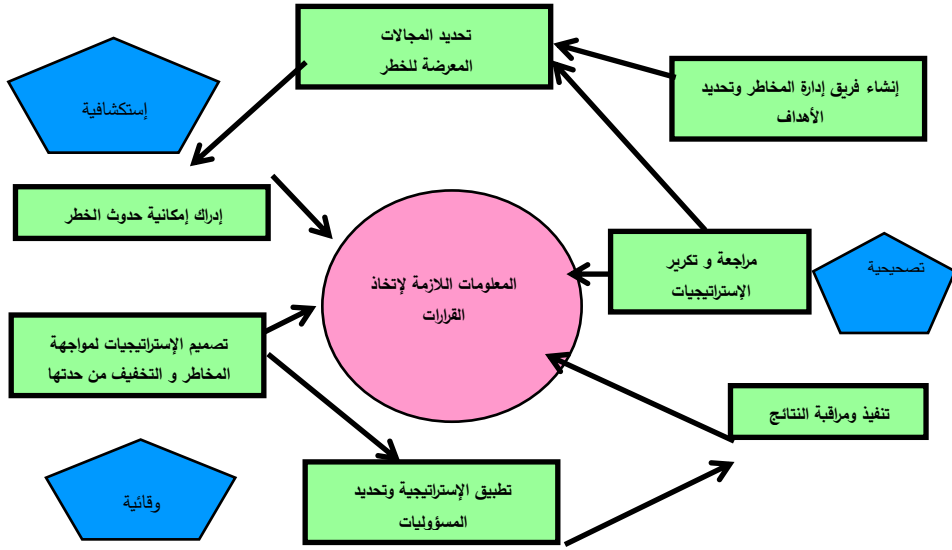 تحديد المجالات
المعرضة للخطر
إنشاء فريق إدارة المخاطر وتحديد
الأهداف
إستكشافية
إدراك إمكانية حدوث الخطر
مراجعة و تكرير
الإستراتيجيات
تصحيحية
المعلومات اللازمة لإتخاذ
القرارات
تصميم الإستراتيجيات لمواجهة
المخاطر و التخفيف من حدتها
تنفيذ ومراقبة النتائج
وقائية
تطبيق الإستراتيجية وتحديد
المسؤوليات